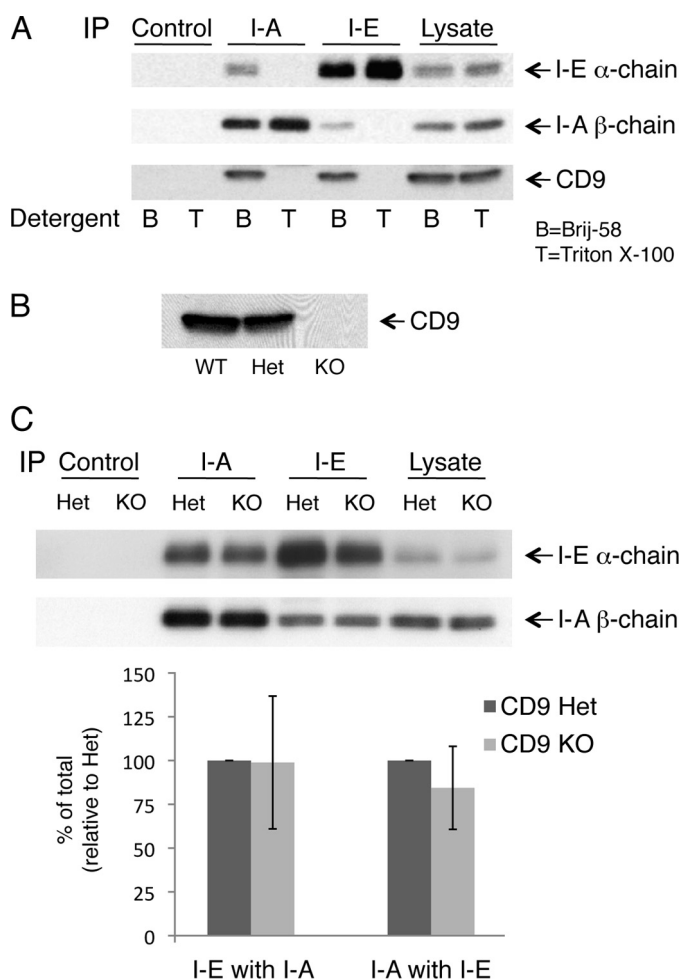 A
IP Control I-A I-E Lysate
← I-E α-chain
← I-A β-chain
← CD9
Detergent B T B T B T B T
B=Brij-58
T=Triton X-100
B
← CD9
WT Het KO
C
IP Control I-A I-E Lysate
Het KO Het KO Het KO Het KO
← I-E α-chain
← I-A β-chain
% of total
(relative to Het)
150
125
100
75
50
25
0
CD9 Het
CD9 KO
I-E with I-A I-A with I-E